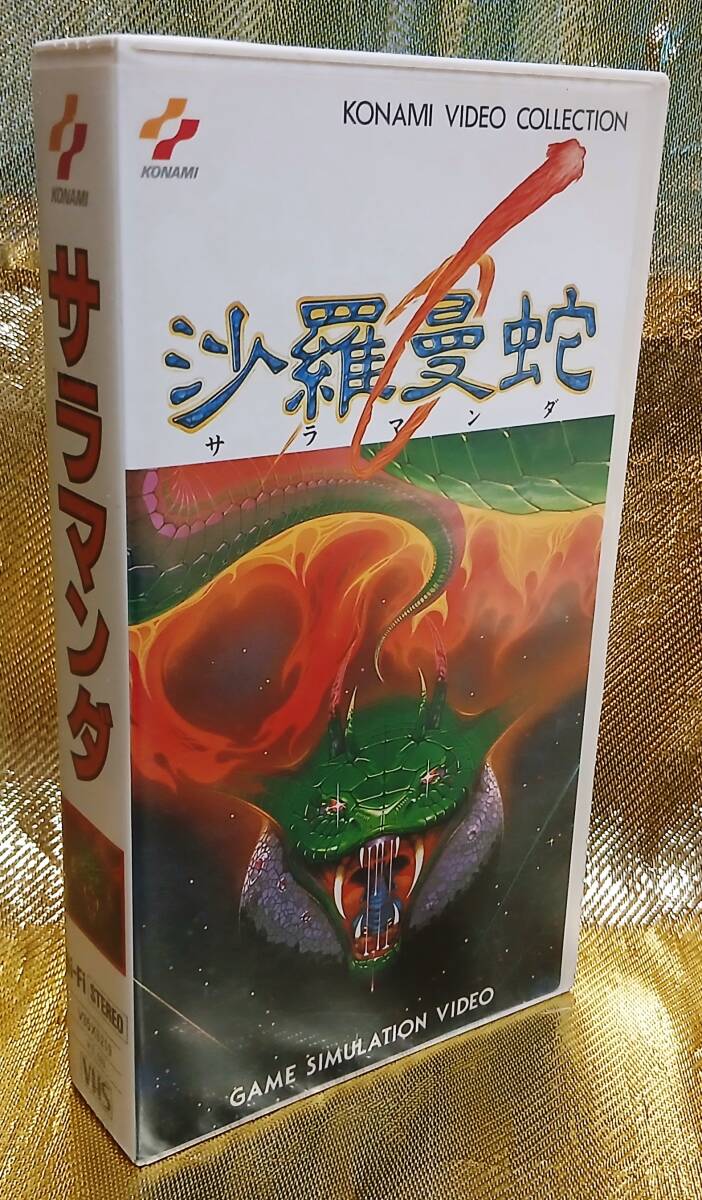 KONAMI
サラマンダ
Hi-Fi STEREO
VHS
KONAMI
KONAMI VIDEO COLLECTION
沙羅曼蛇
サラマンダ
GAME SIMULATION VIDEO